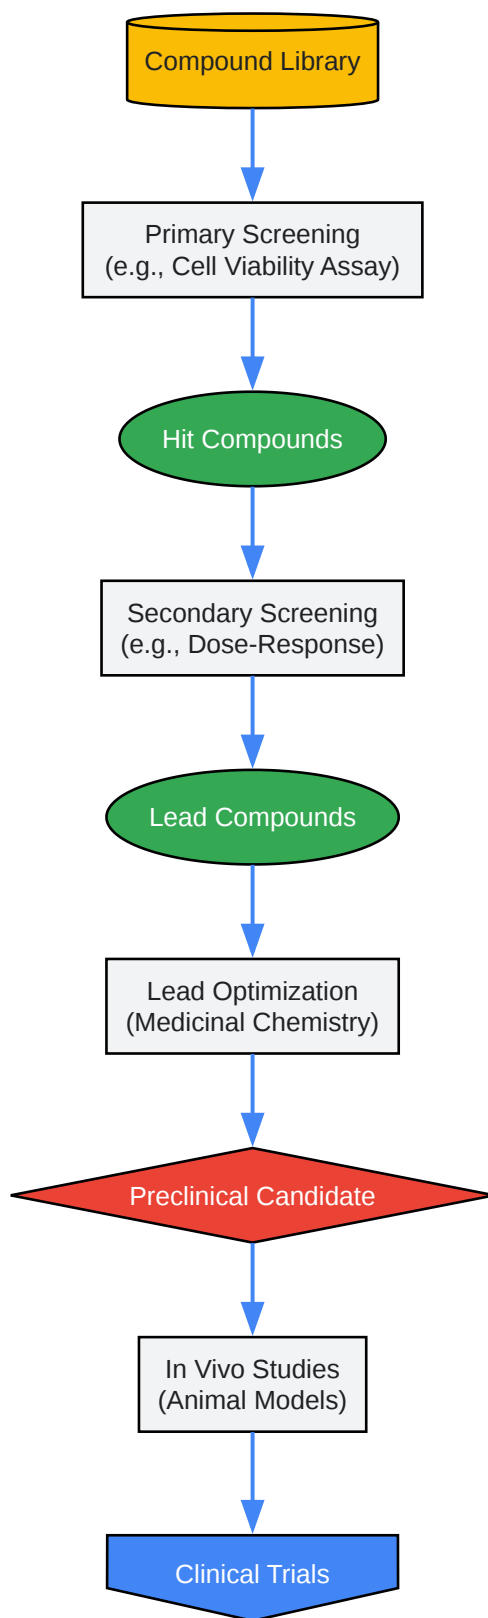 Compound Library
Primary Screening
(e.g., Cell Viability Assay)
Hit Compounds
Secondary Screening
(e.g., Dose-Response)
Lead Compounds
Lead Optimization
(Medicinal Chemistry)
Preclinical Candidate
In Vivo Studies
(Animal Models)
Clinical Trials